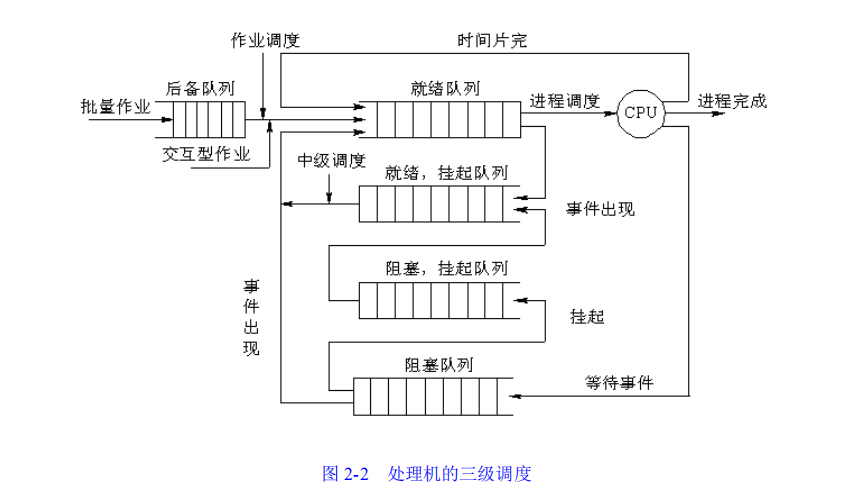 作业调度
时间片完
后备队列
就绪队列
批量作业
进程调度
CPU
进程完成
交互型作业
中级调度
就绪，挂起队列
事件出现
阻塞，挂起队列
事件出现
挂起
阻塞队列
等待事件
图 2-2 处理机的三级调度